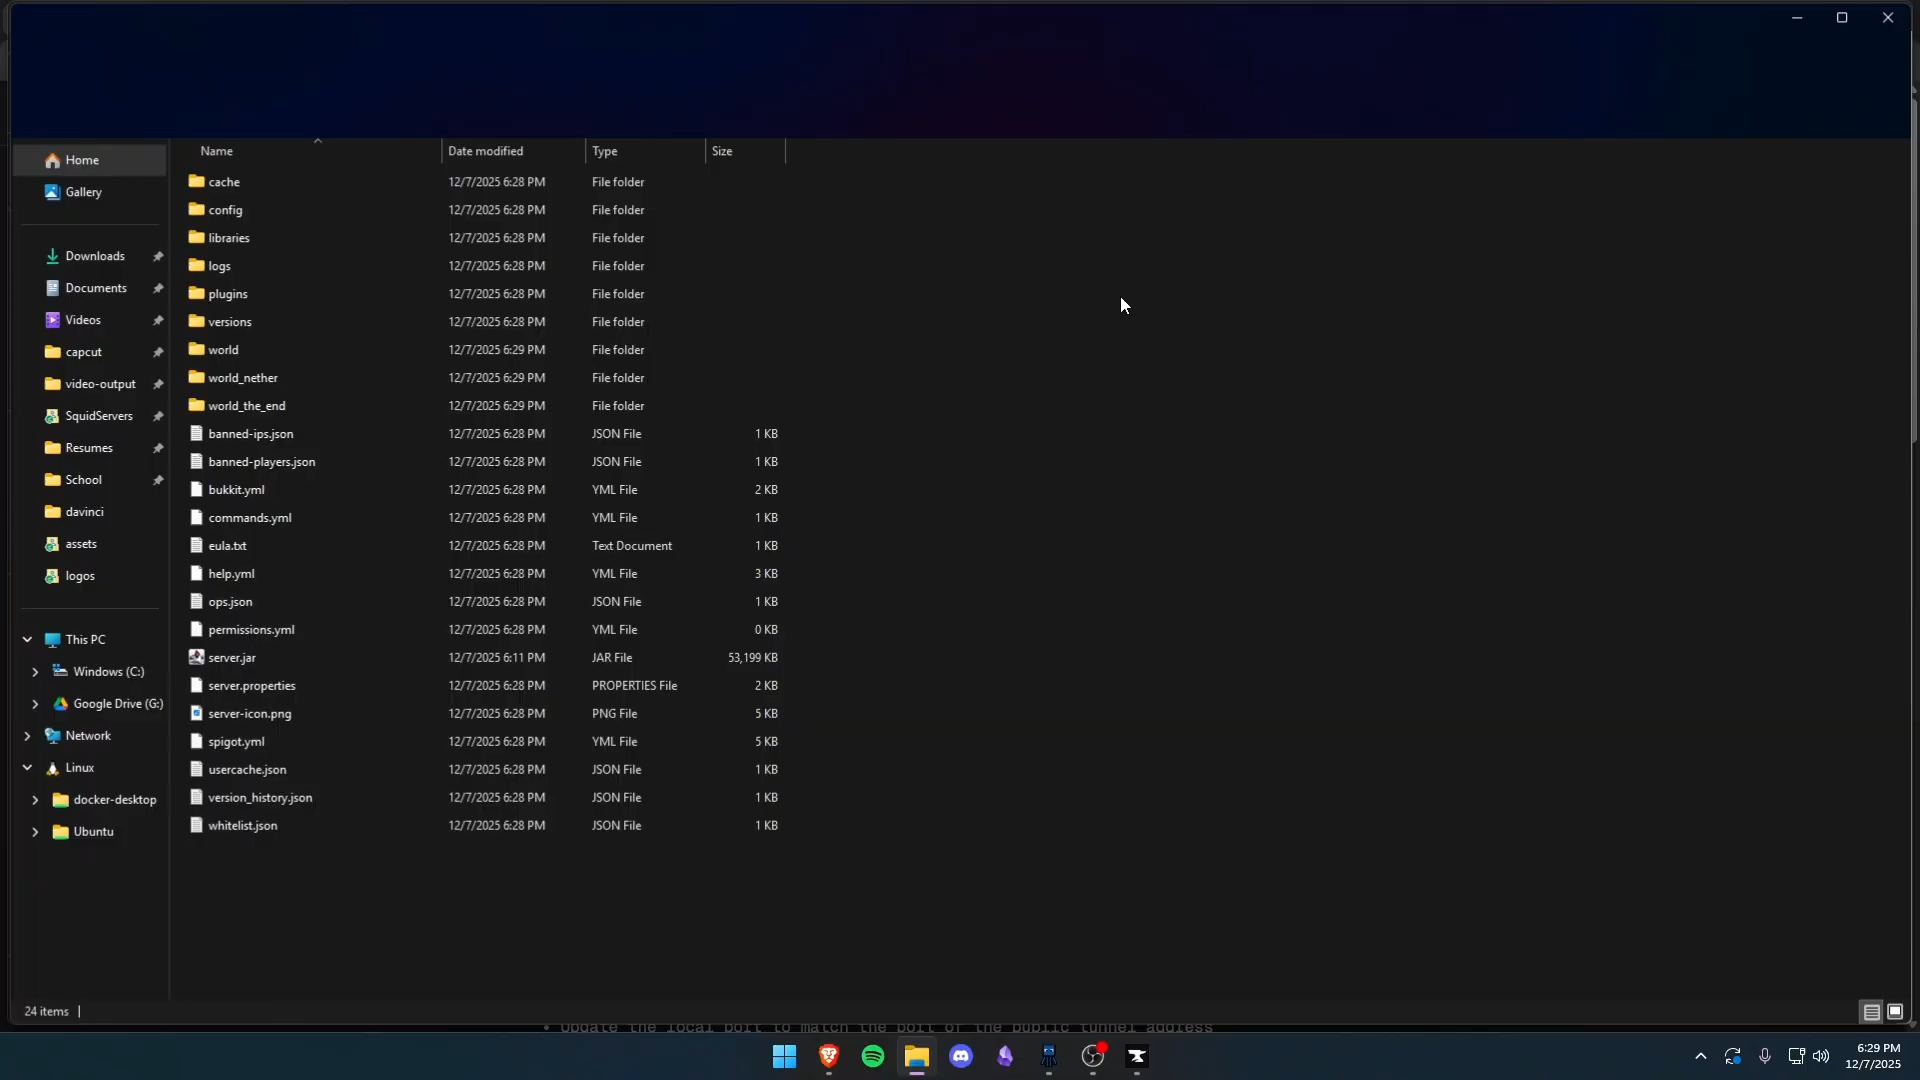 Name Date modified Type Size
Home
Gallery
Downloads
Documents
Videos
capcut
video-output
SquidServers
Resumes
School
davinci
assets
logos
This PC
Windows (C:)
Google Drive (G:)
Network
Linux
docker-desktop
Ubuntu
cache 12/7/2025 6:28 PM File folder
config 12/7/2025 6:28 PM File folder
libraries 12/7/2025 6:28 PM File folder
logs 12/7/2025 6:28 PM File folder
plugins 12/7/2025 6:28 PM File folder
versions 12/7/2025 6:28 PM File folder
world 12/7/2025 6:29 PM File folder
world_nether 12/7/2025 6:29 PM File folder
world_the_end 12/7/2025 6:29 PM File folder
banned-ips.json 12/7/2025 6:28 PM JSON File 1 KB
banned-players.json 12/7/2025 6:28 PM JSON File 1 KB
bukkit.yml 12/7/2025 6:28 PM YML File 2 KB
commands.yml 12/7/2025 6:28 PM YML File 1 KB
eula.txt 12/7/2025 6:28 PM Text Document 1 KB
help.yml 12/7/2025 6:28 PM YML File 3 KB
ops.json 12/7/2025 6:28 PM JSON File 1 KB
permissions.yml 12/7/2025 6:28 PM YML File 0 KB
server.jar 12/7/2025 6:11 PM JAR File 53,199 KB
server.properties 12/7/2025 6:28 PM PROPERTIES File 2 KB
server-icon.png 12/7/2025 6:28 PM PNG File 5 KB
spigot.yml 12/7/2025 6:28 PM YML File 5 KB
usercache.json 12/7/2025 6:28 PM JSON File 1 KB
version_history.json 12/7/2025 6:28 PM JSON File 1 KB
whitelist.json 12/7/2025 6:28 PM JSON File 1 KB
24 items
• Update the local port to match the port of the public tunnel address
6:29 PM
12/7/2025